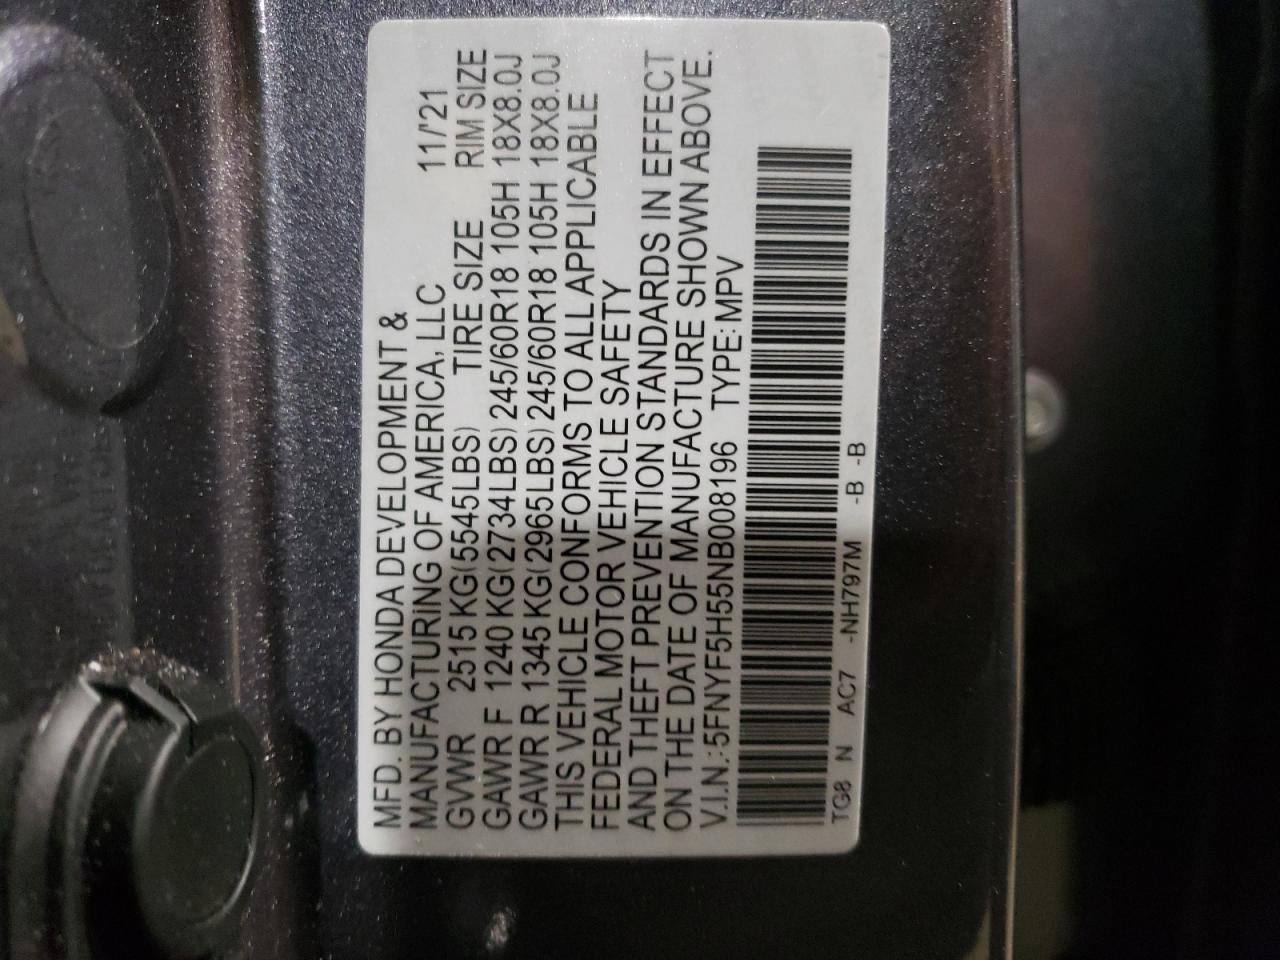 MFD. BY HONDA DEVELOPMENT &
MANUFACTURING OF AMERICA, LLC 11/'21
GVWR 2515 KG(5545LBS) TIRE SIZE RIM SIZE
GAWR F 1240 KG(2734LBS) 245/60R18 105H 18X8.0J
GAWR R 1345 KG(2965LBS) 245/60R18 105H 18X8.0J
THIS VEHICLE CONFORMS TO ALL APPLICABLE
FEDERAL MOTOR VEHICLE SAFETY
AND THEFT PREVENTION STANDARDS IN EFFECT
ON THE DATE OF MANUFACTURE SHOWN ABOVE.
V.I.N.:5FNYF5H55NB008196 TYPE:MPV
TG8 N AC7 -NH797M -B -B